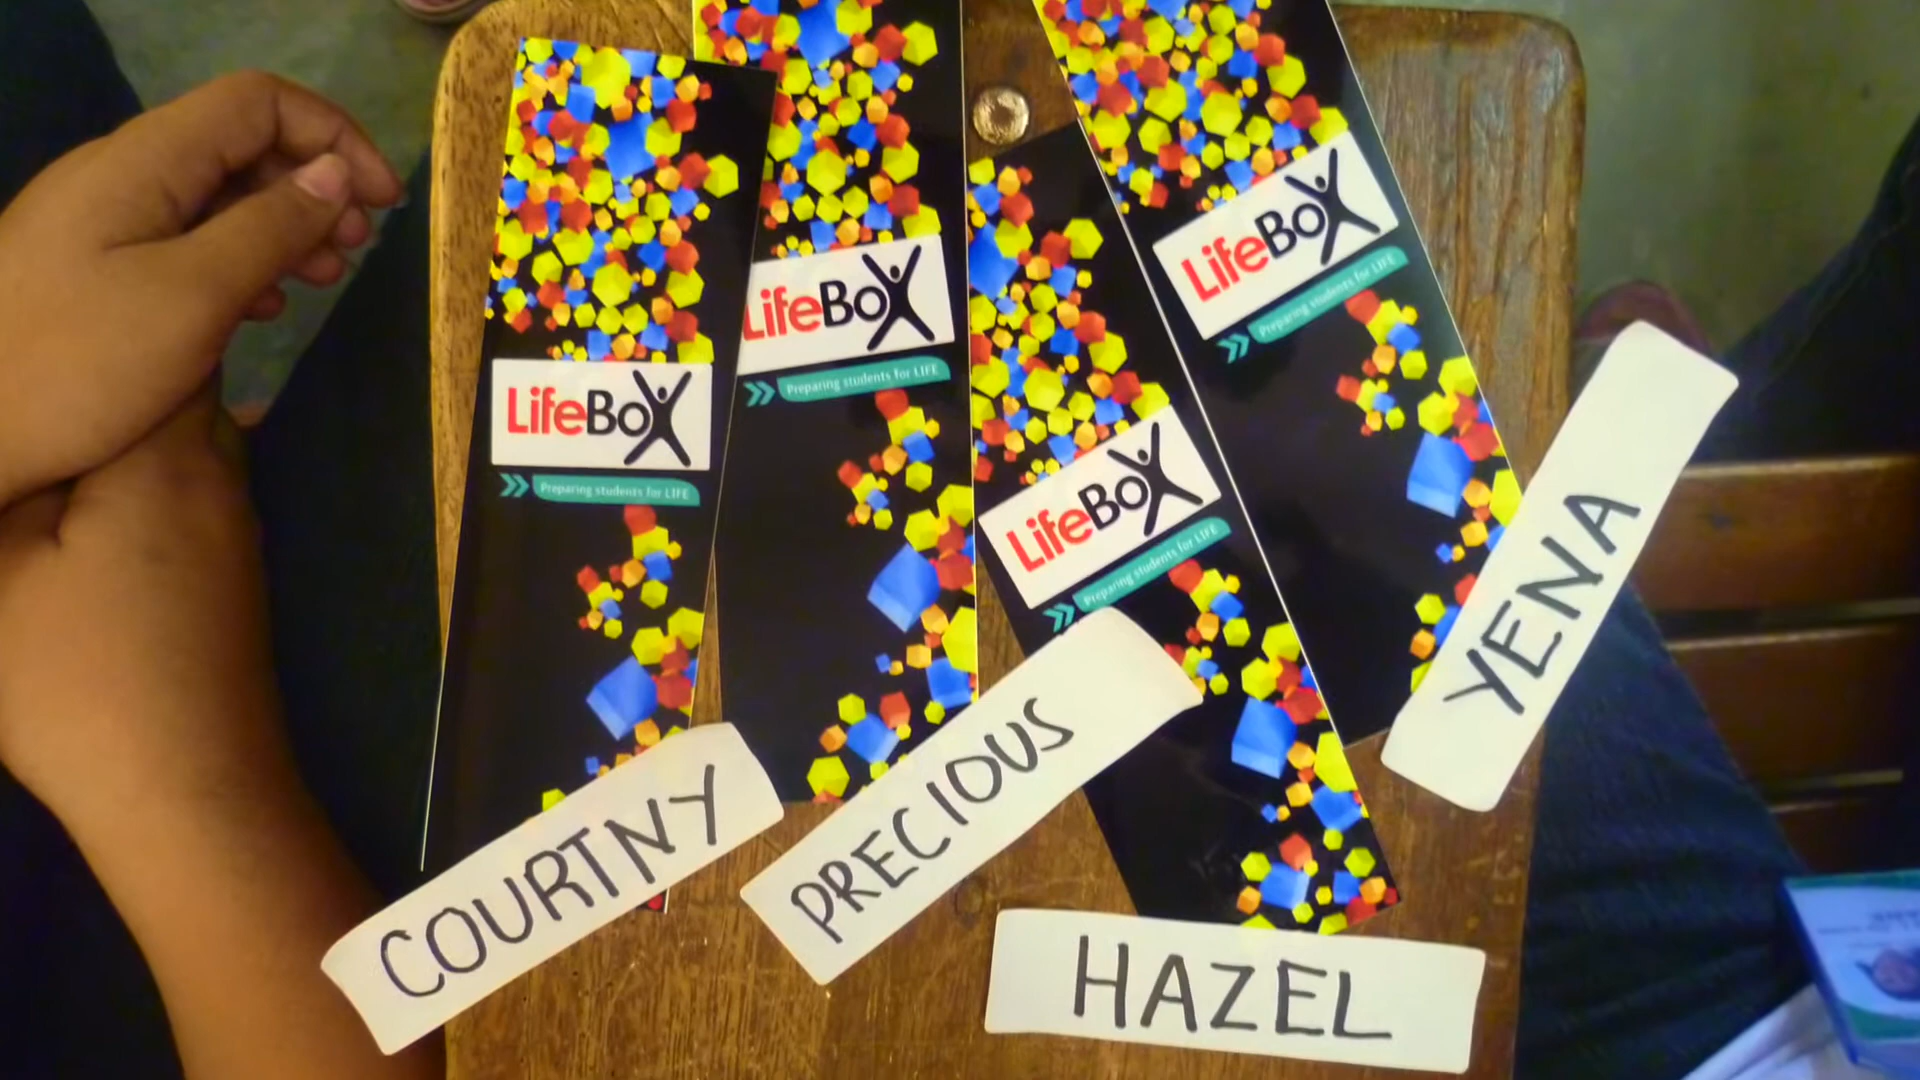 LifeBox
Preparing students for LIFE
LifeBox
Preparing students for LIFE
LifeBox
Preparing students for LIFE
LifeBox
Preparing students for LIFE
COURTNY
PRECIOUS
HAZEL
YENA